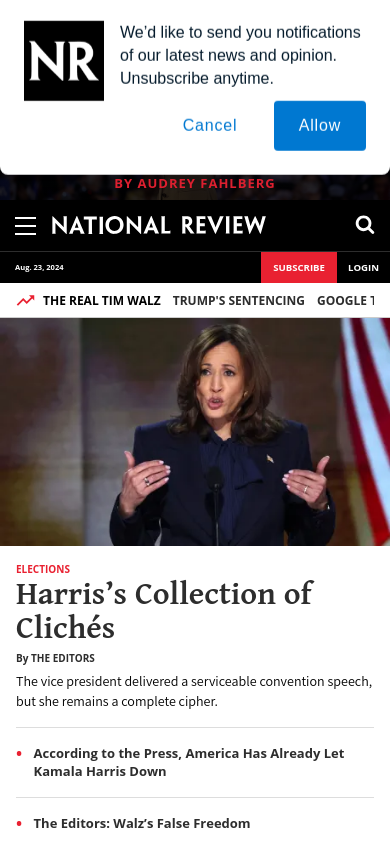 NR
We'd like to send you notifications
of our latest news and opinion.
Unsubscribe anytime.
Cancel
Allow
BY AUDREY FAHLBERG
NATIONAL REVIEW
Aug. 23, 2024
SUBSCRIBE
LOGIN
THE REAL TIM WALZ
TRUMP'S SENTENCING
GOOGLE T
ELECTIONS
Harris’s Collection of
Clichés
By THE EDITORS
The vice president delivered a serviceable convention speech,
but she remains a complete cipher.
According to the Press, America Has Already Let
Kamala Harris Down
The Editors: Walz’s False Freedom